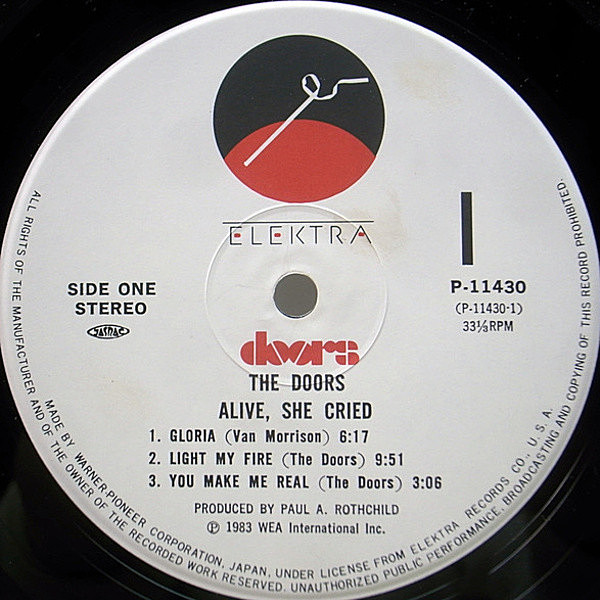 ELEKTRA
SIDE ONE
STEREO
JASRAC
P-11430
(P-11430-1)
33⅓RPM
doors
THE DOORS
ALIVE, SHE CRIED
1. GLORIA (Van Morrison) 6:17
2. LIGHT MY FIRE (The Doors) 9:51
3. YOU MAKE ME REAL (The Doors) 3:06
PRODUCED BY PAUL A. ROTHCHILD
℗ 1983 WEA International Inc.
MADE BY WARNER-PIONEER CORPORATION, JAPAN, UNDER LICENSE FROM ELEKTRA RECORDS CO., U.S.A.
ALL RIGHTS OF THE MANUFACTURER AND OF THE OWNER OF THE RECORDED WORK RESERVED. UNAUTHORIZED PUBLIC PERFORMANCE, BROADCASTING AND COPYING OF THIS RECORD PROHIBITED.